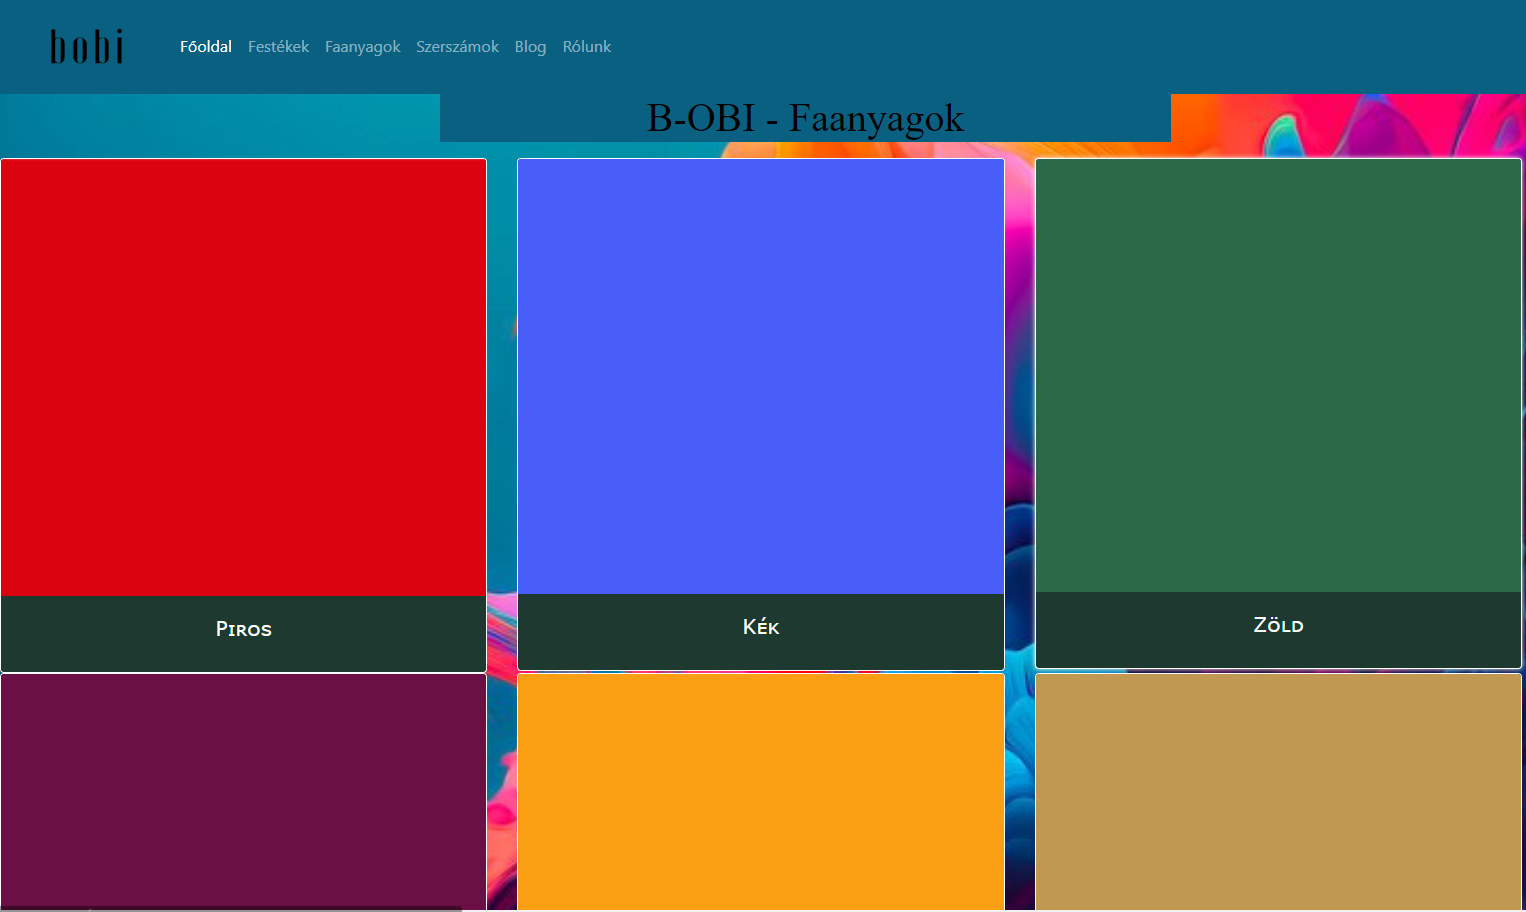 bobi
Főoldal Festékek Faanyagok Szerszámok Blog Rólunk
B-OBI - Faanyagok
Piros
Kék
Zöld